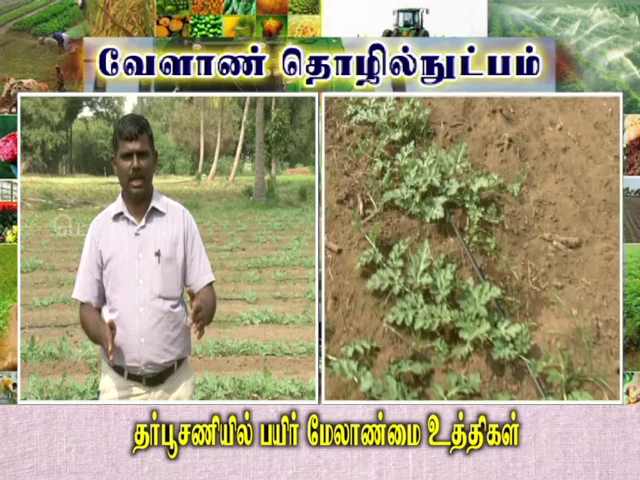 வேளாண் தொழில்நுட்பம்
தர்பூசணியில் பயிர் மேலாண்மை உத்திகள்